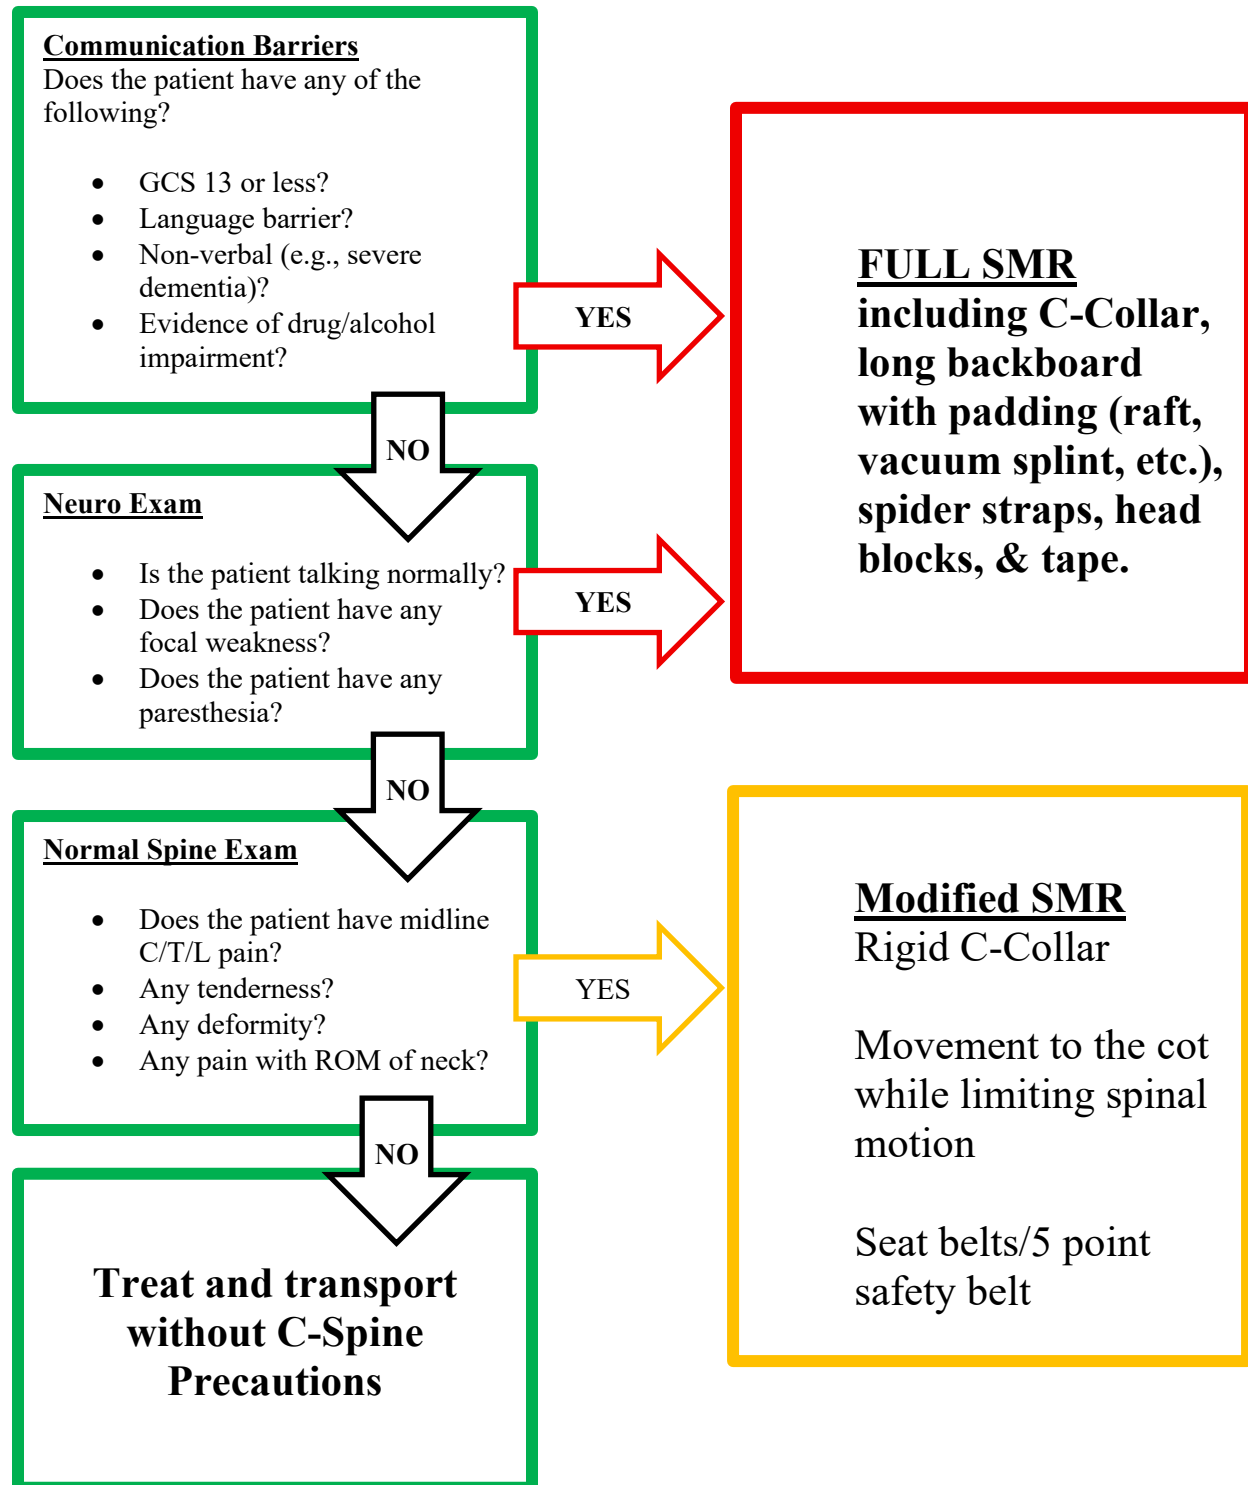 Communication Barriers
Does the patient have any of the
following?
• GCS 13 or less?
• Language barrier?
• Non-verbal (e.g., severe
dementia)?
• Evidence of drug/alcohol
impairment?
YES
FULL SMR
including C-Collar,
long backboard
with padding (raft,
vacuum splint, etc.),
spider straps, head
blocks, & tape.
NO
Neuro Exam
• Is the patient talking normally?
• Does the patient have any
focal weakness?
• Does the patient have any
paresthesia?
YES
NO
Normal Spine Exam
• Does the patient have midline
C/T/L pain?
• Any tenderness?
• Any deformity?
• Any pain with ROM of neck?
YES
Modified SMR
Rigid C-Collar
Movement to the cot
while limiting spinal
motion
Seat belts/5 point
safety belt
NO
Treat and transport
without C-Spine
Precautions